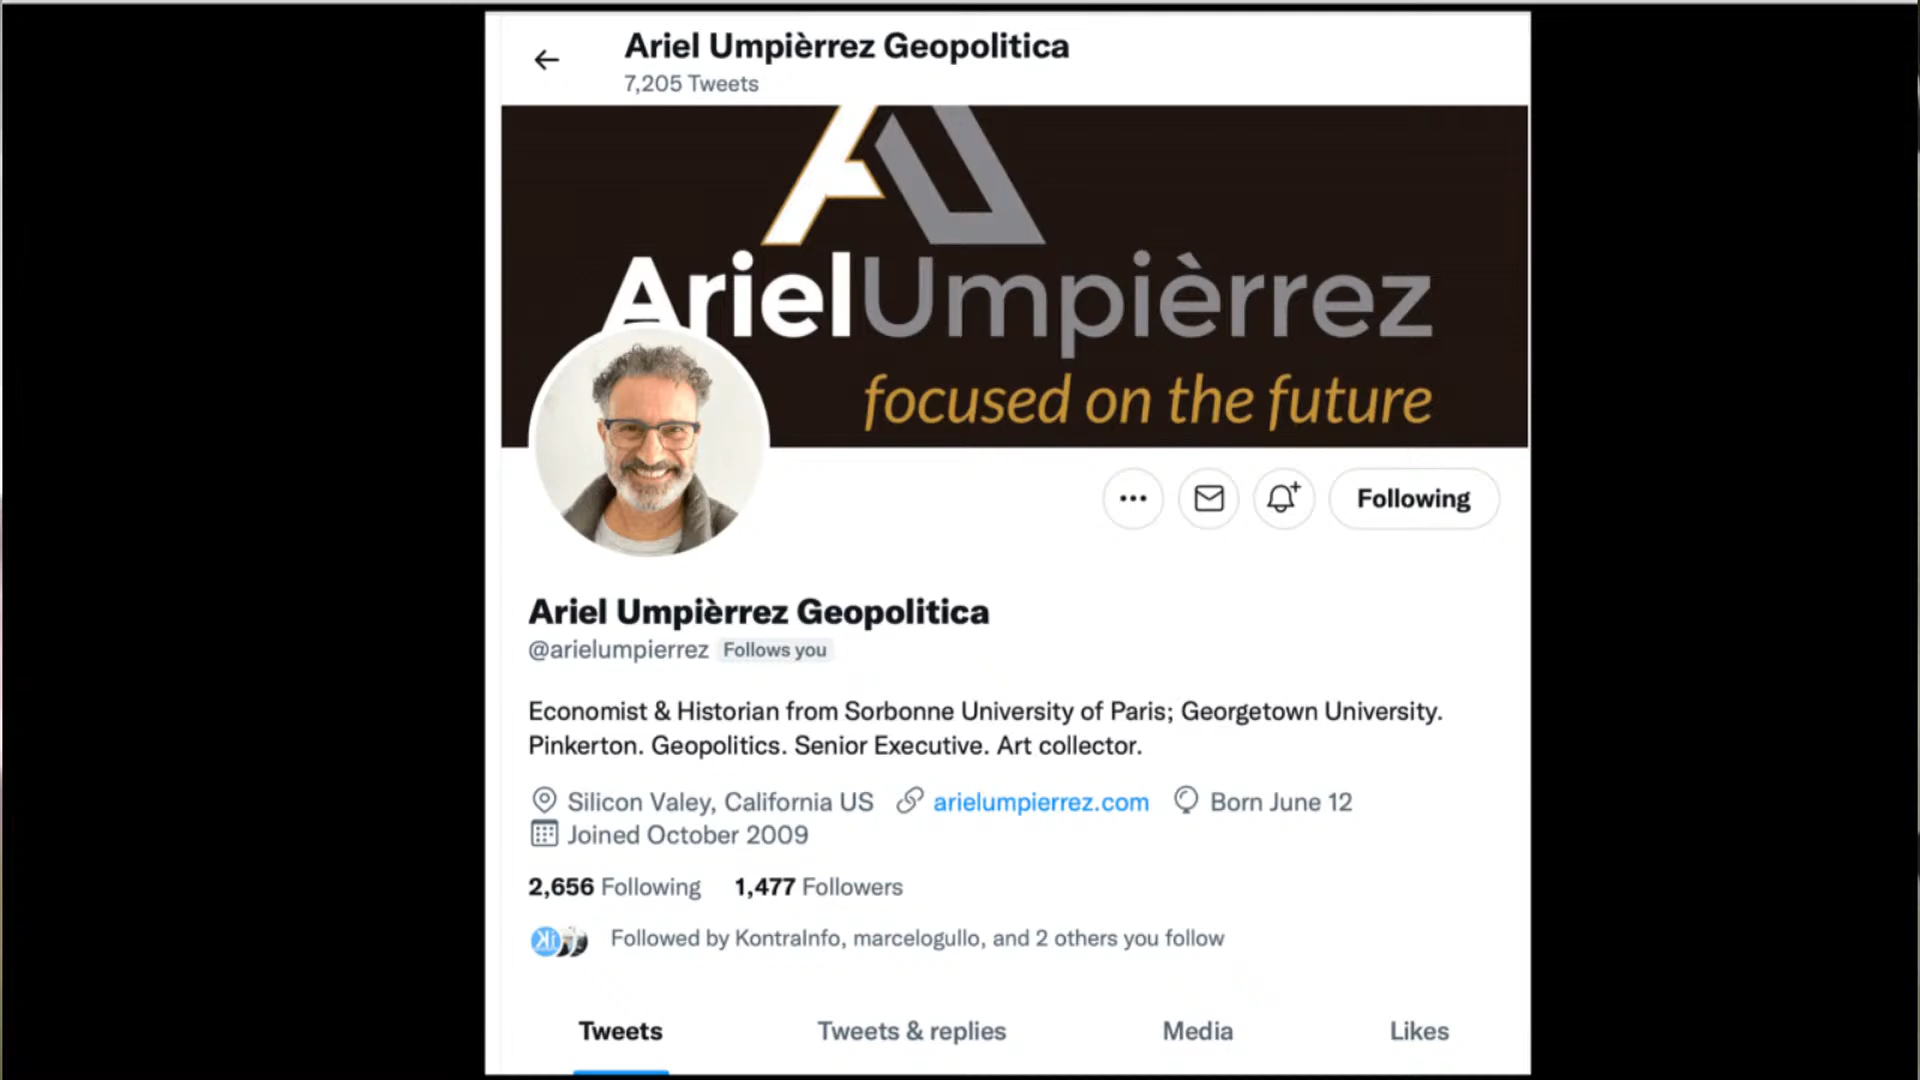 Ariel Umpièrrez Geopolitica
7,205 Tweets
ArielUmpièrrez
focused on the future
Following
Ariel Umpièrrez Geopolitica
@arielumpierrez Follows you
Economist & Historian from Sorbonne University of Paris; Georgetown University.
Pinkerton. Geopolitics. Senior Executive. Art collector.
Silicon Valey, California US arielumpierrez.com Born June 12
Joined October 2009
2,656 Following 1,477 Followers
Followed by KontraInfo, marcelogullo, and 2 others you follow
Tweets Tweets & replies Media Likes